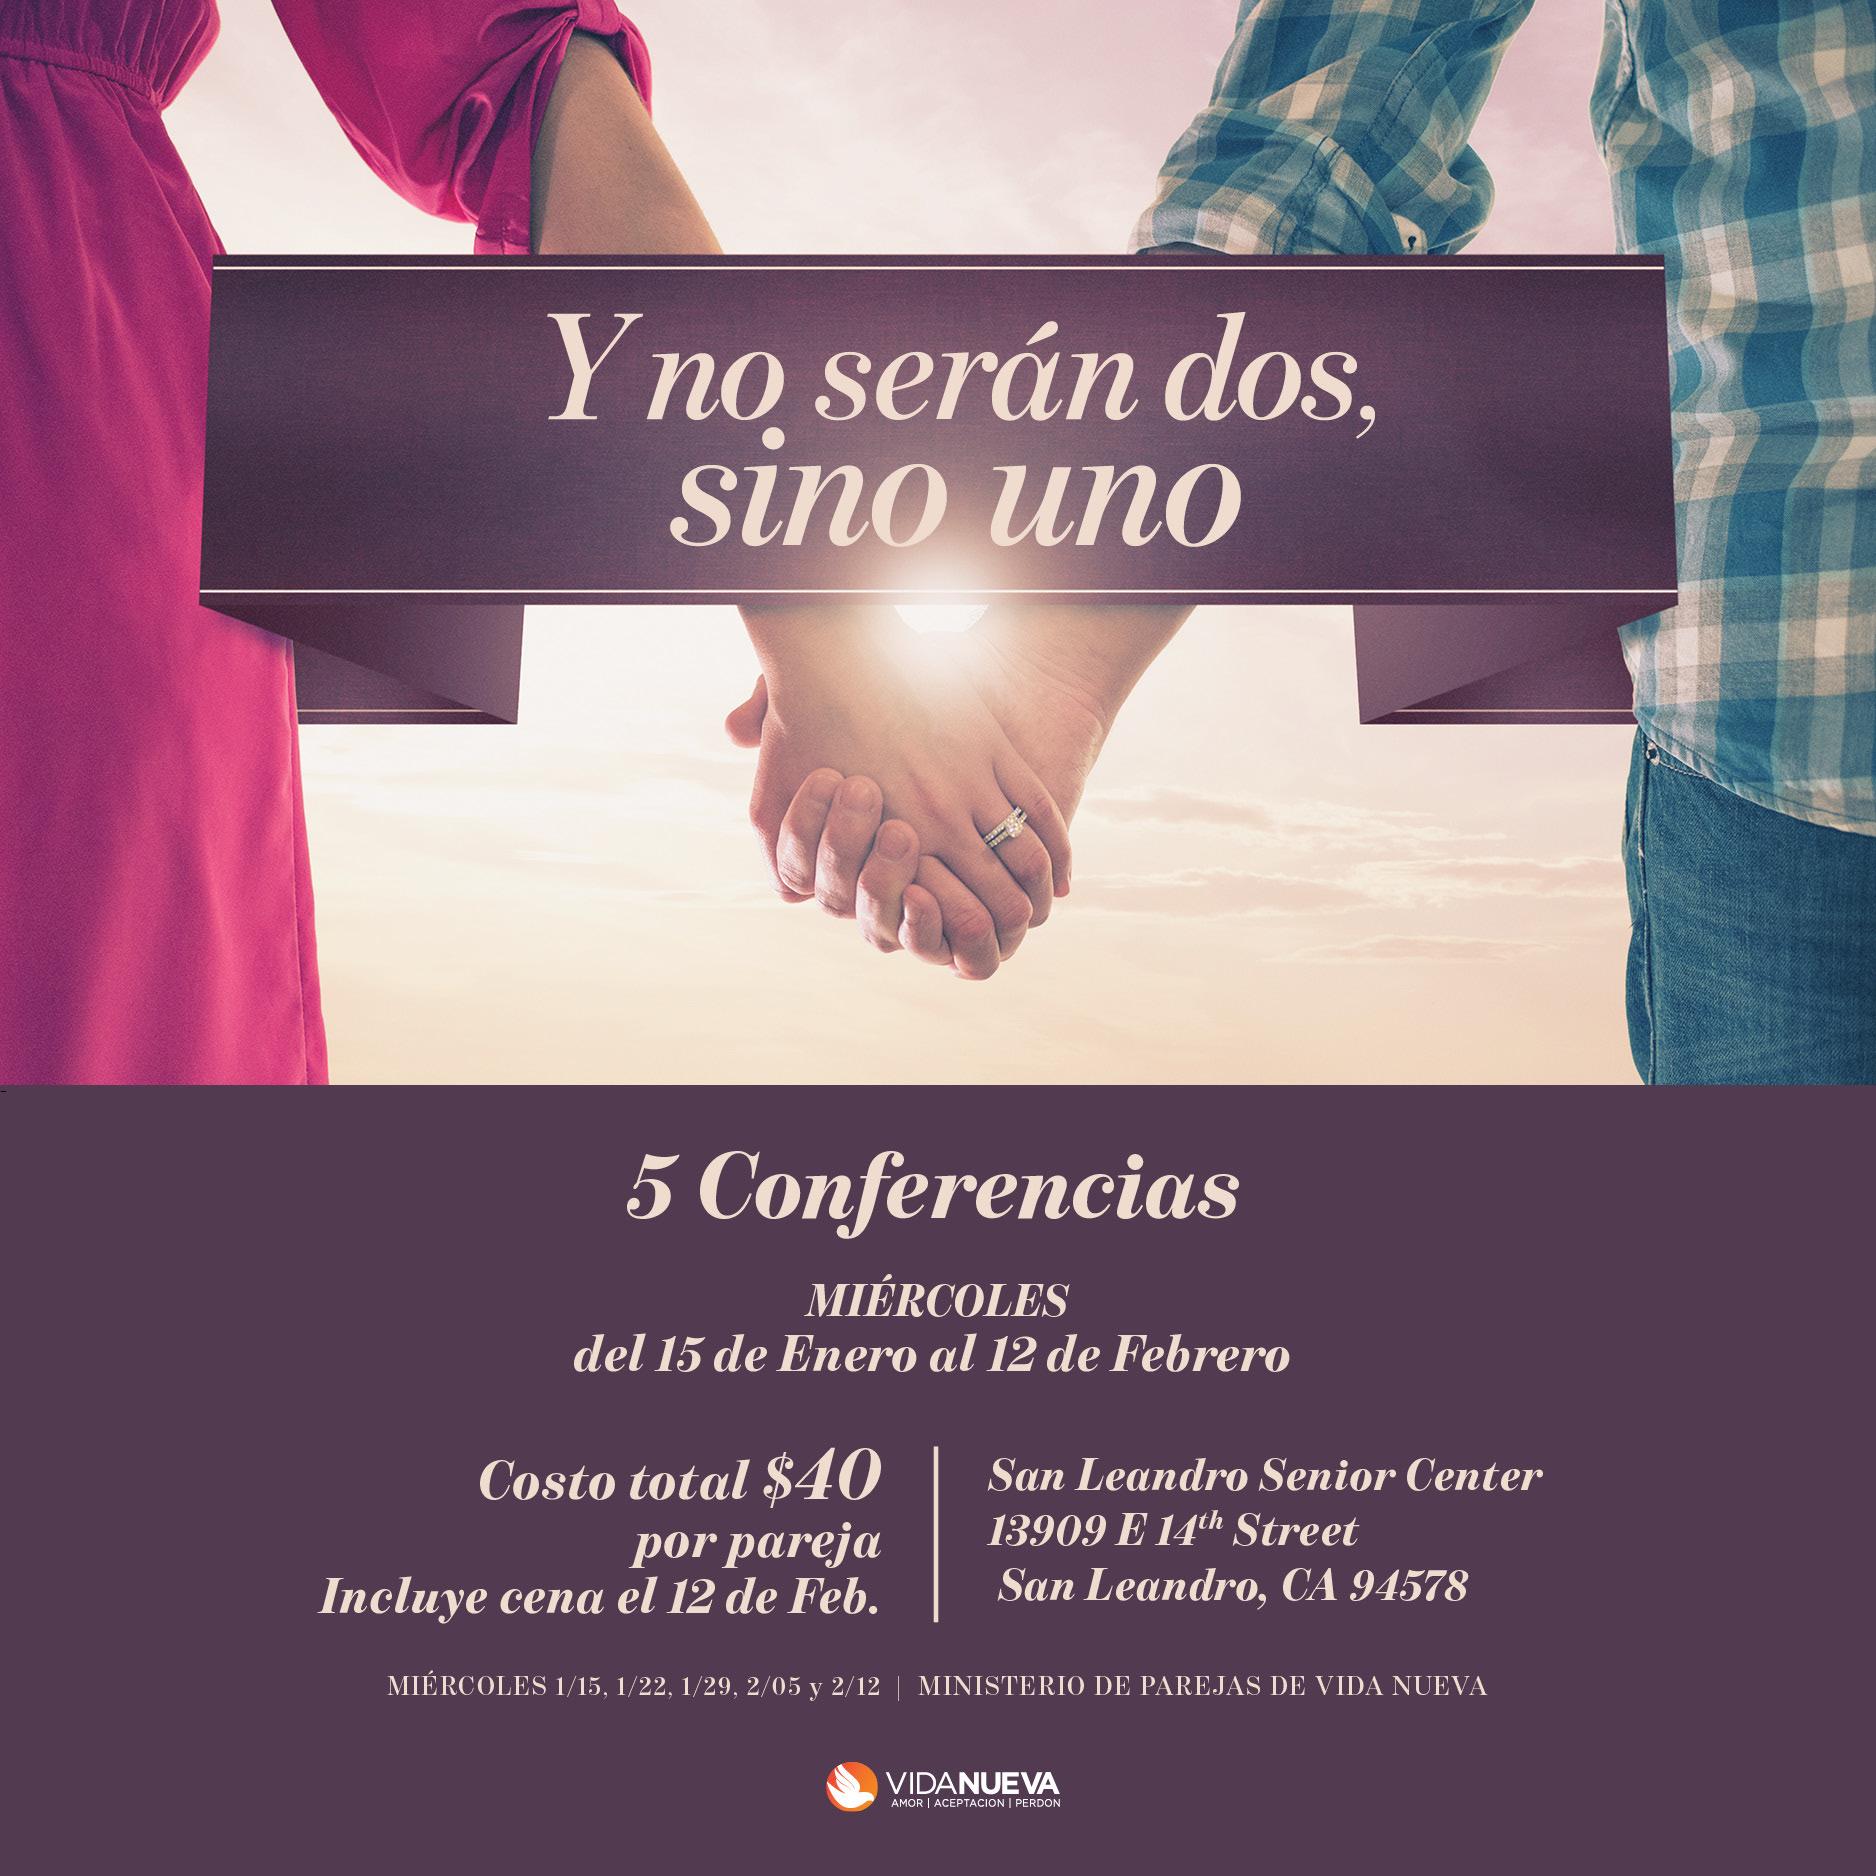 Y no serán dos,
sino uno
5 Conferencias
MIÉRCOLES
del 15 de Enero al 12 de Febrero
Costo total $40
por pareja
Incluye cena el 12 de Feb.
San Leandro Senior Center
13909 E 14th Street
San Leandro, CA 94578
MIÉRCOLES 1/15, 1/22, 1/29, 2/05 y 2/12 | MINISTERIO DE PAREJAS DE VIDA NUEVA
VIDANUEVA
AMOR | ACEPTACION | PERDON